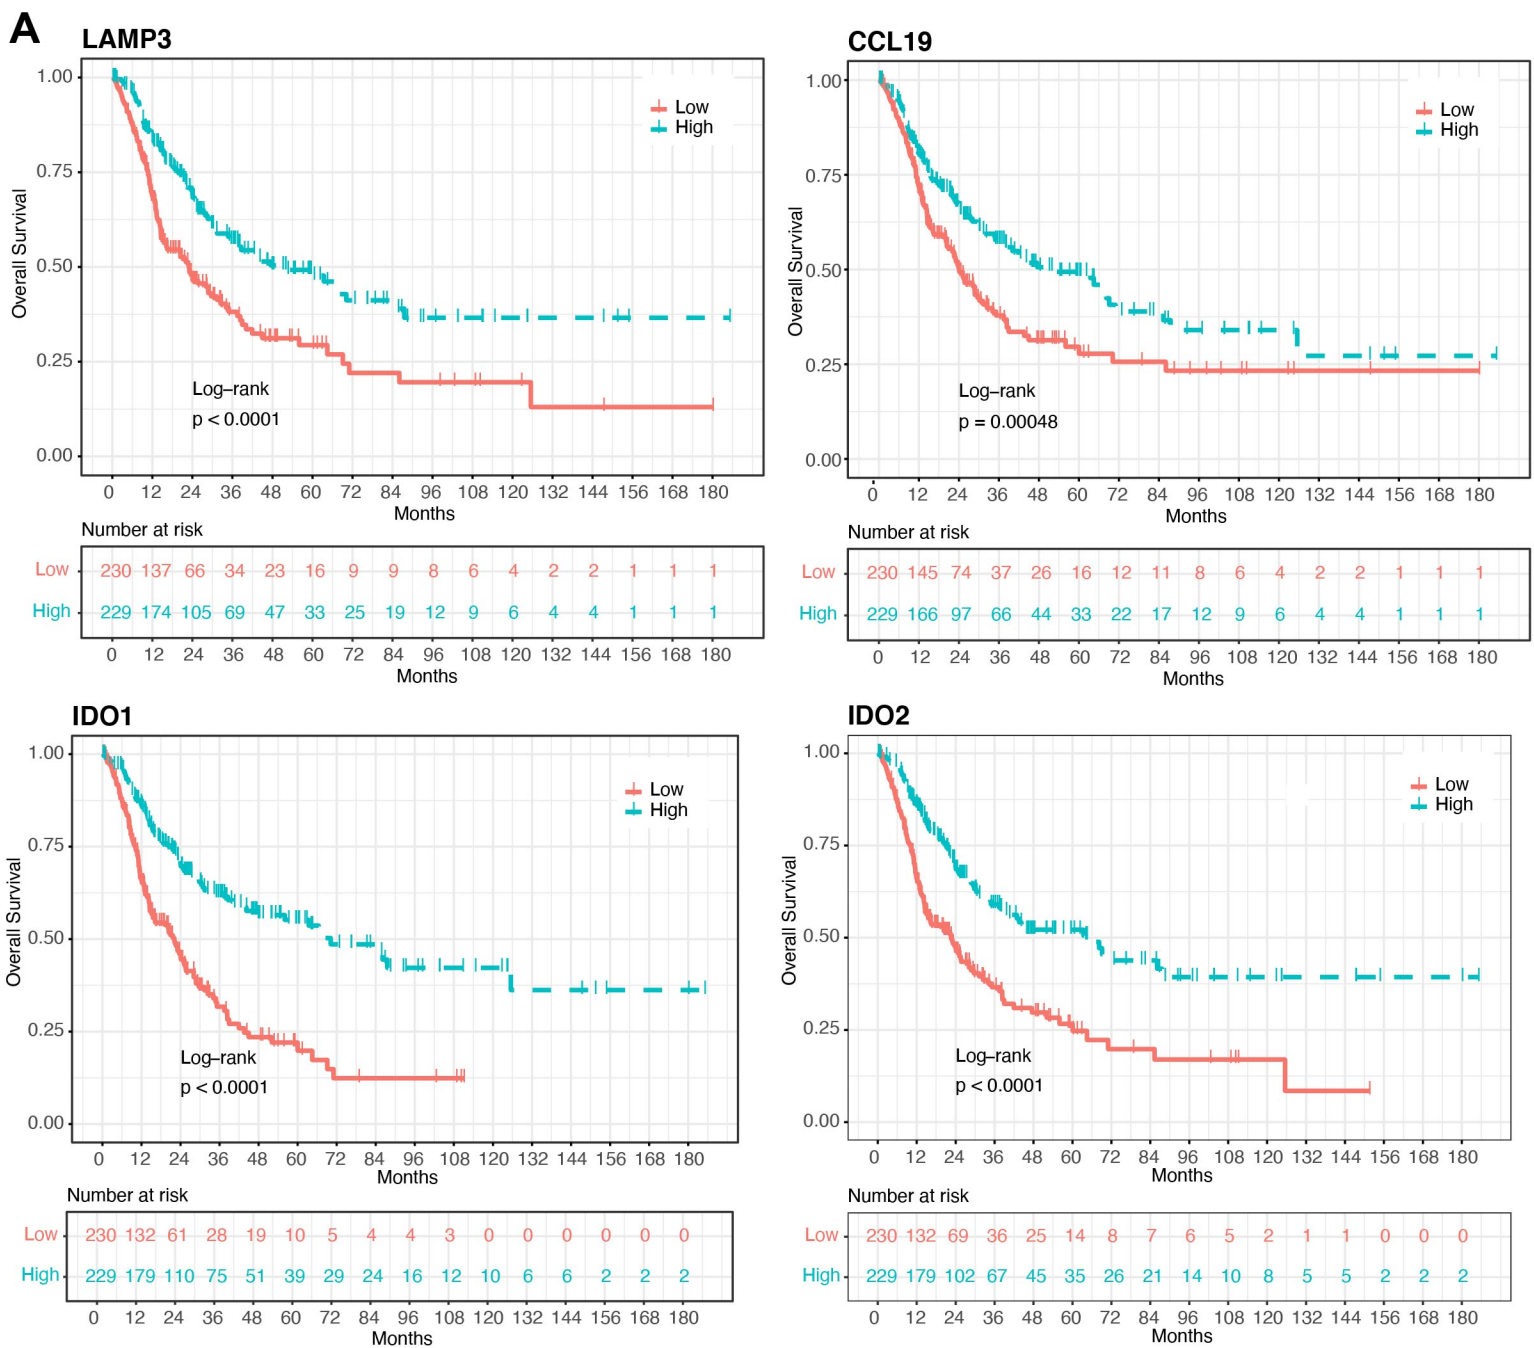 A
LAMP3
1.00
0.75
0.50
0.25
0.00
Overall Survival
Low
High
Log–rank
p < 0.0001
0 12 24 36 48 60 72 84 96 108 120 132 144 156 168 180
Months
Number at risk
Low 230 137 66 34 23 16 9 9 8 6 4 2 2 1 1 1
High 229 174 105 69 47 33 25 19 12 9 6 4 4 1 1 1
0 12 24 36 48 60 72 84 96 108 120 132 144 156 168 180
Months
CCL19
1.00
0.75
0.50
0.25
0.00
Overall Survival
Low
High
Log–rank
p = 0.00048
0 12 24 36 48 60 72 84 96 108 120 132 144 156 168 180
Months
Number at risk
Low 230 145 74 37 26 16 12 11 8 6 4 2 2 1 1 1
High 229 166 97 66 44 33 22 17 12 9 6 4 4 1 1 1
0 12 24 36 48 60 72 84 96 108 120 132 144 156 168 180
Months
IDO1
1.00
0.75
0.50
0.25
0.00
Overall Survival
Low
High
Log–rank
p < 0.0001
0 12 24 36 48 60 72 84 96 108 120 132 144 156 168 180
Months
Number at risk
Low 230 132 61 28 19 10 5 4 4 3 0 0 0 0 0 0
High 229 179 110 75 51 39 29 24 16 12 10 6 6 2 2 2
0 12 24 36 48 60 72 84 96 108 120 132 144 156 168 180
Months
IDO2
1.00
0.75
0.50
0.25
0.00
Overall Survival
Low
High
Log–rank
p < 0.0001
0 12 24 36 48 60 72 84 96 108 120 132 144 156 168 180
Months
Number at risk
Low 230 132 69 36 25 14 8 7 6 5 2 1 1 0 0 0
High 229 179 102 67 45 35 26 21 14 10 8 5 5 2 2 2
0 12 24 36 48 60 72 84 96 108 120 132 144 156 168 180
Months